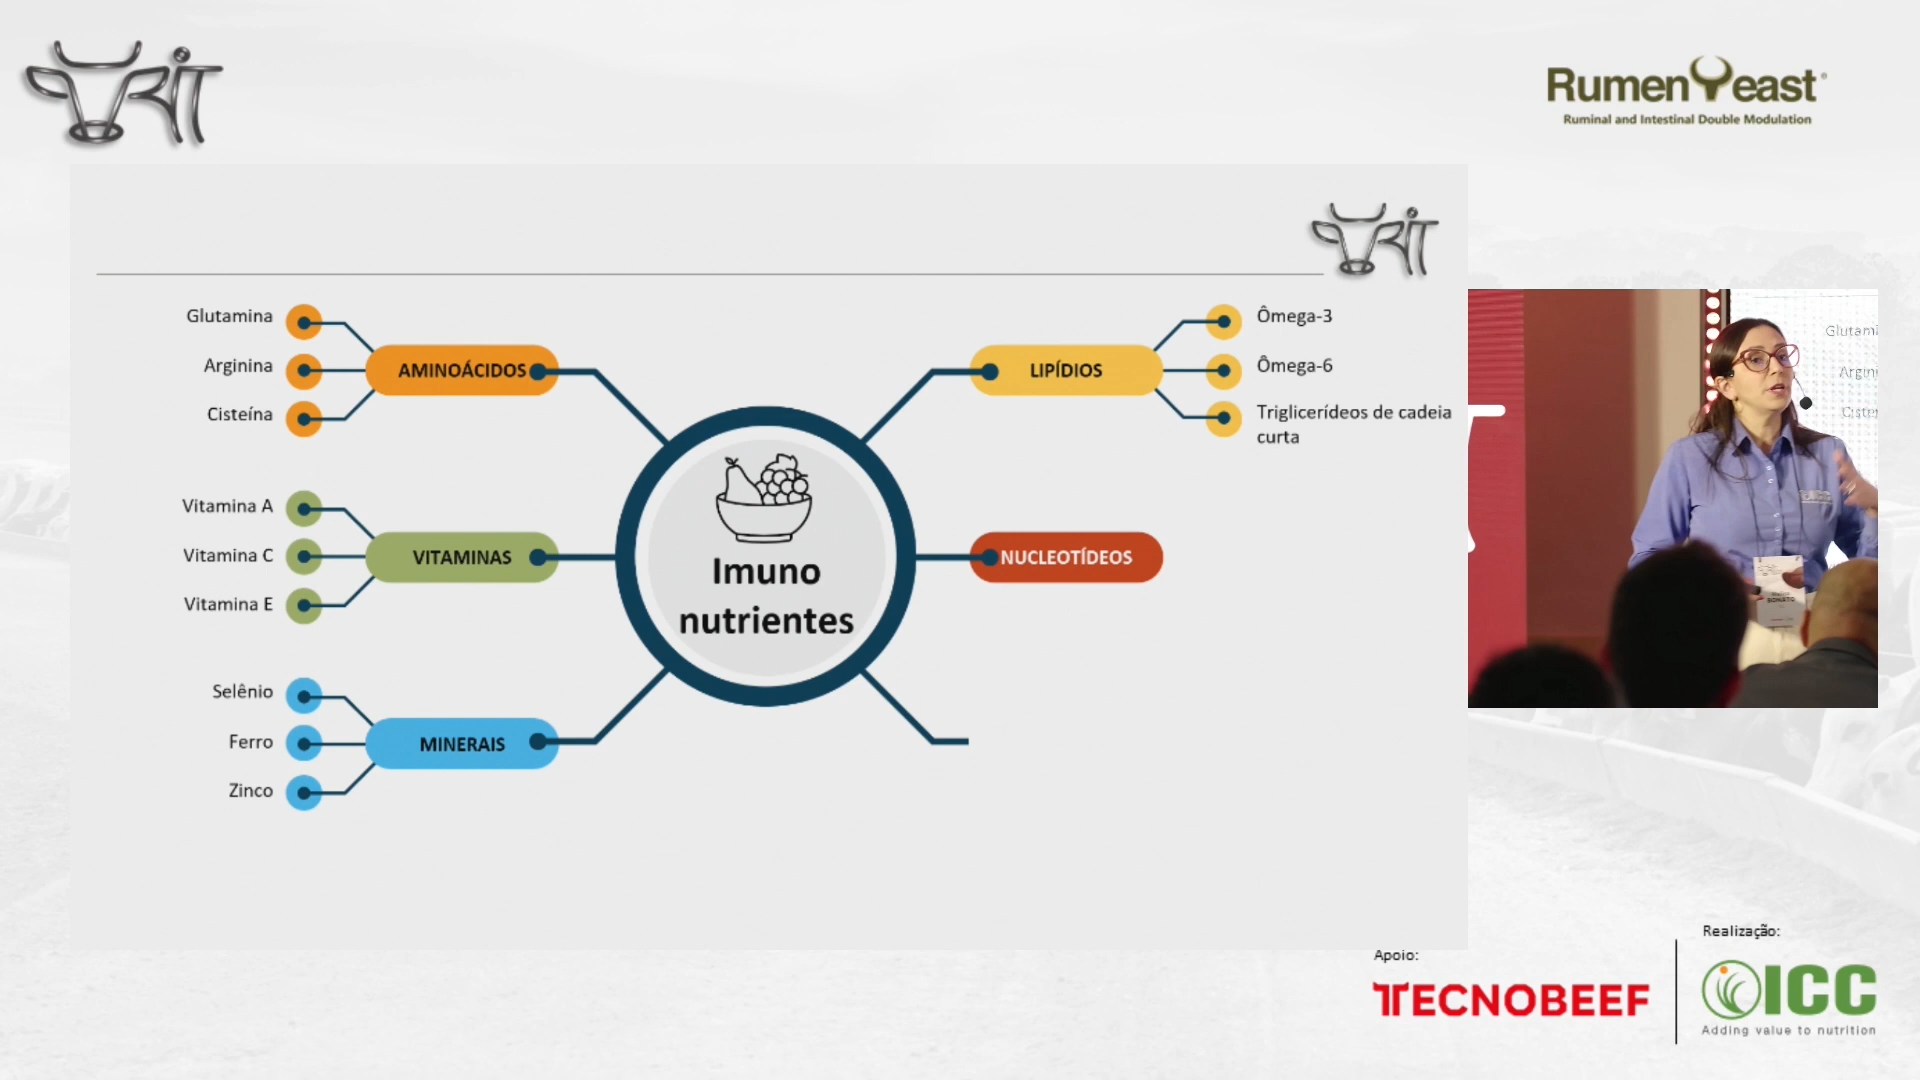 RumenYeast®
Ruminal and Intestinal Double Modulation
Glutamina
Arginina
Cisteína
AMINOÁCIDOS
Vitamina A
Vitamina C
Vitamina E
VITAMINAS
Selênio
Ferro
Zinco
MINERAIS
Imuno
nutrientes
LIPÍDIOS
Ômega-3
Ômega-6
Triglicerídeos de cadeia
curta
NUCLEOTÍDEOS
Apoio:
TECNOBEEF
Realização:
ICC
Adding value to nutrition